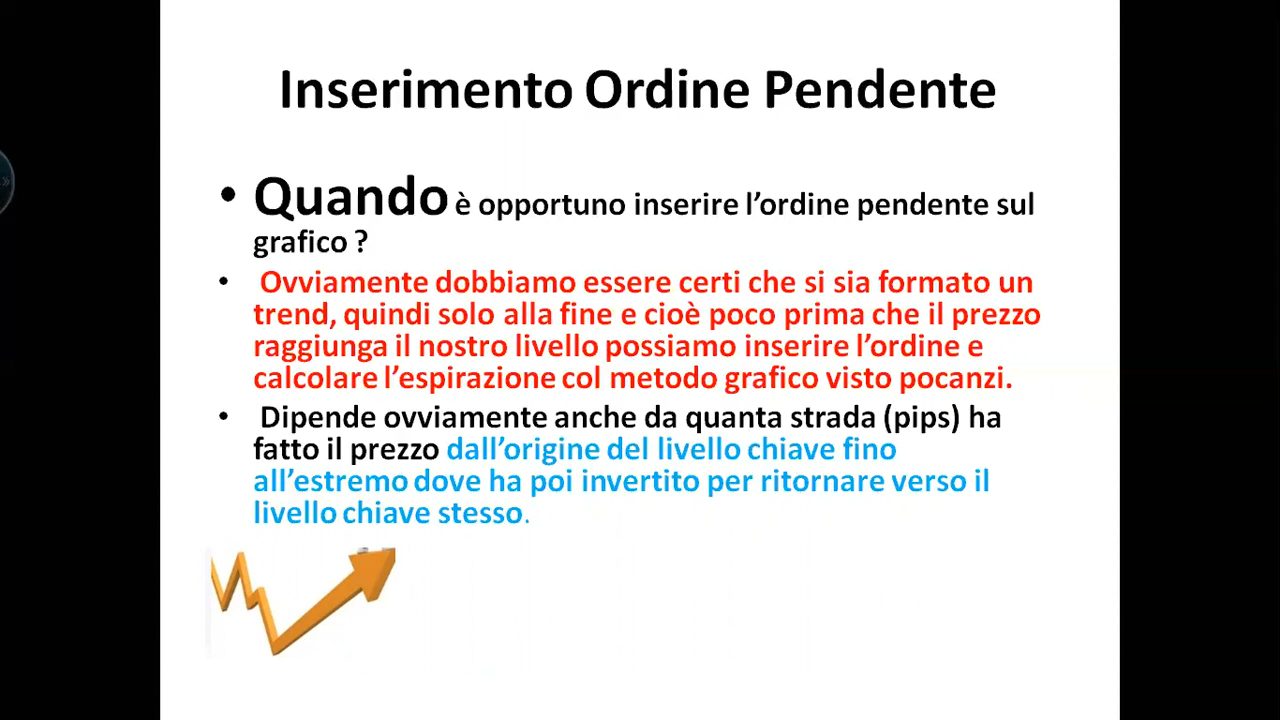 Inserimento Ordine Pendente
• Quando è opportuno inserire l’ordine pendente sul
grafico ?
• Ovviamente dobbiamo essere certi che si sia formato un
trend, quindi solo alla fine e cioè poco prima che il prezzo
raggiunga il nostro livello possiamo inserire l’ordine e
calcolare l’espirazione col metodo grafico visto pocanzi.
• Dipende ovviamente anche da quanta strada (pips) ha
fatto il prezzo dall’origine del livello chiave fino
all’estremo dove ha poi invertito per ritornare verso il
livello chiave stesso.